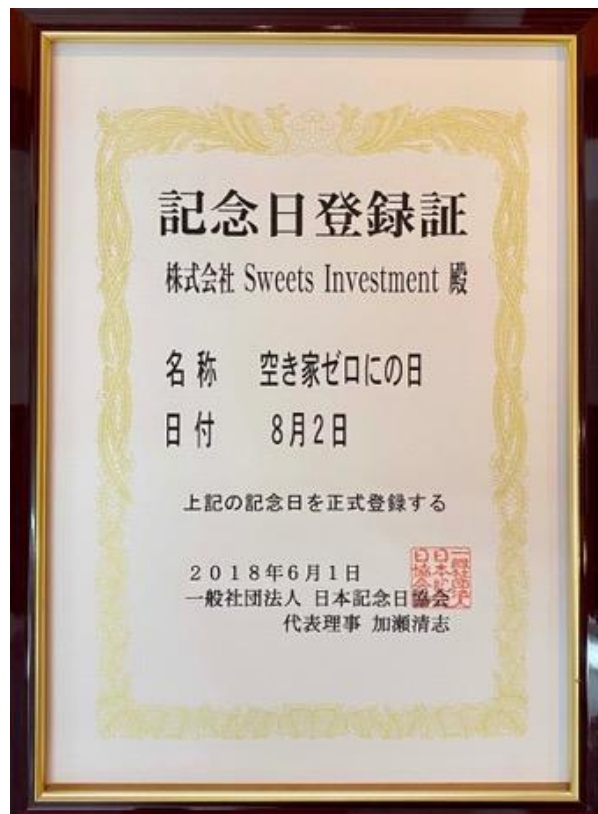 記念日登録証
株式会社 Sweets Investment 殿
名称 空き家ゼロにの日
日付 8月2日
上記の記念日を正式登録する
2018年6月1日
一般社団法人 日本記念日協会
代表理事 加瀬清志